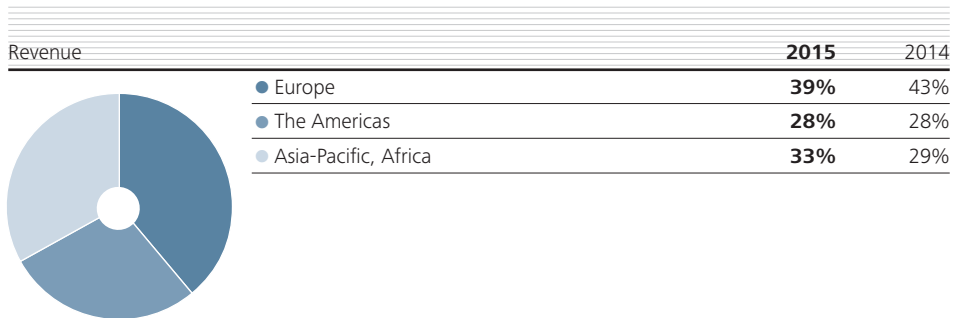 Revenue 2015 2014
Europe 39% 43%
The Americas 28% 28%
Asia-Pacific, Africa 33% 29%